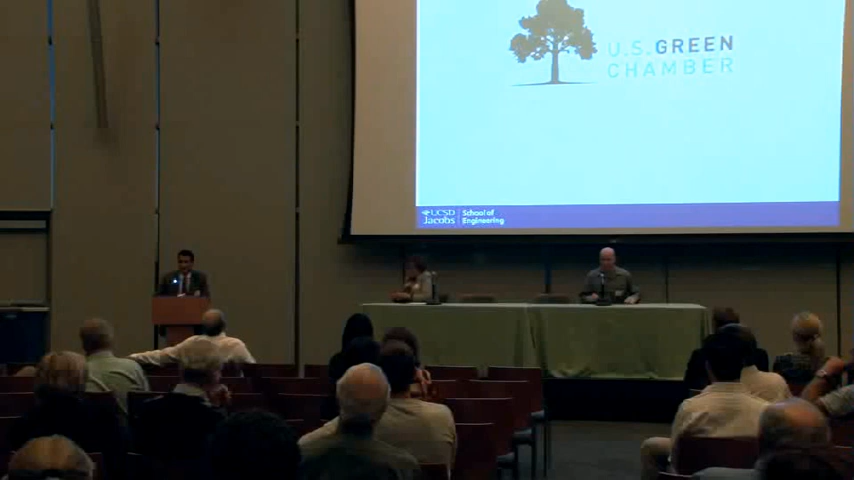 U.S.GREEN
CHAMBER
UCSD
Jacobs
School of
Engineering